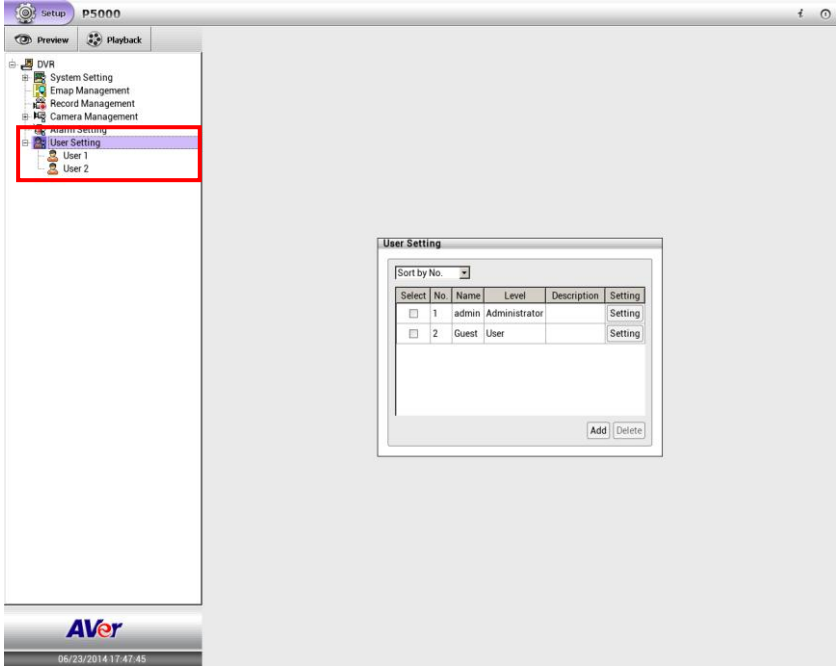 Setup P5000 i
Preview Playback
DVR
System Setting
Emap Management
Record Management
Camera Management
Alarm Setting
User Setting
User 1
User 2
User Setting
Sort by No.
Select No. Name Level Description Setting
1 admin Administrator Setting
2 Guest User Setting
Add Delete
AVer
06/23/2014 17:47:45